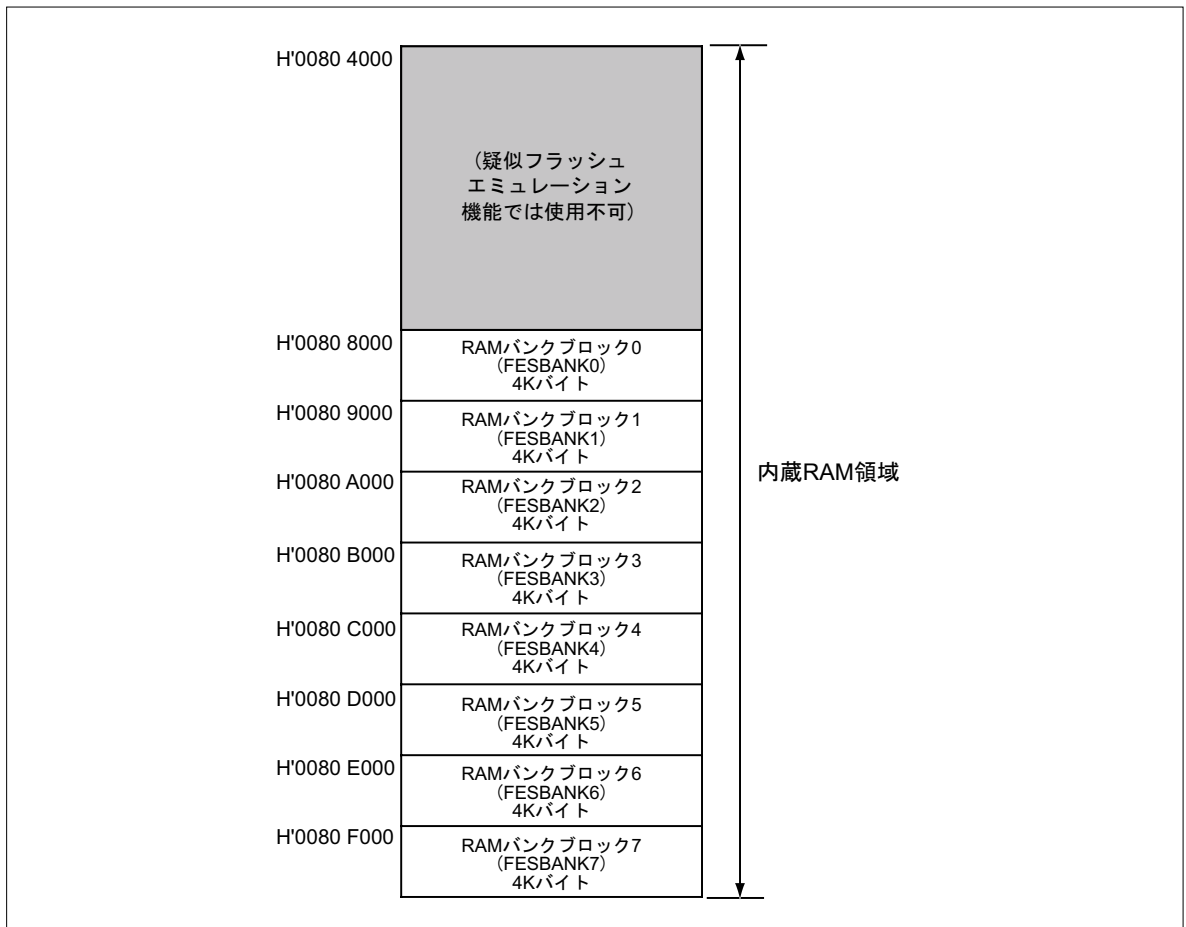 H'0080 4000
(疑似フラッシュ
エミュレーション
機能では使用不可)
H'0080 8000
RAMバンクブロック0
(FESBANK0)
4Kバイト
H'0080 9000
RAMバンクブロック1
(FESBANK1)
4Kバイト
H'0080 A000
RAMバンクブロック2
(FESBANK2)
4Kバイト
内蔵RAM領域
H'0080 B000
RAMバンクブロック3
(FESBANK3)
4Kバイト
H'0080 C000
RAMバンクブロック4
(FESBANK4)
4Kバイト
H'0080 D000
RAMバンクブロック5
(FESBANK5)
4Kバイト
H'0080 E000
RAMバンクブロック6
(FESBANK6)
4Kバイト
H'0080 F000
RAMバンクブロック7
(FESBANK7)
4Kバイト